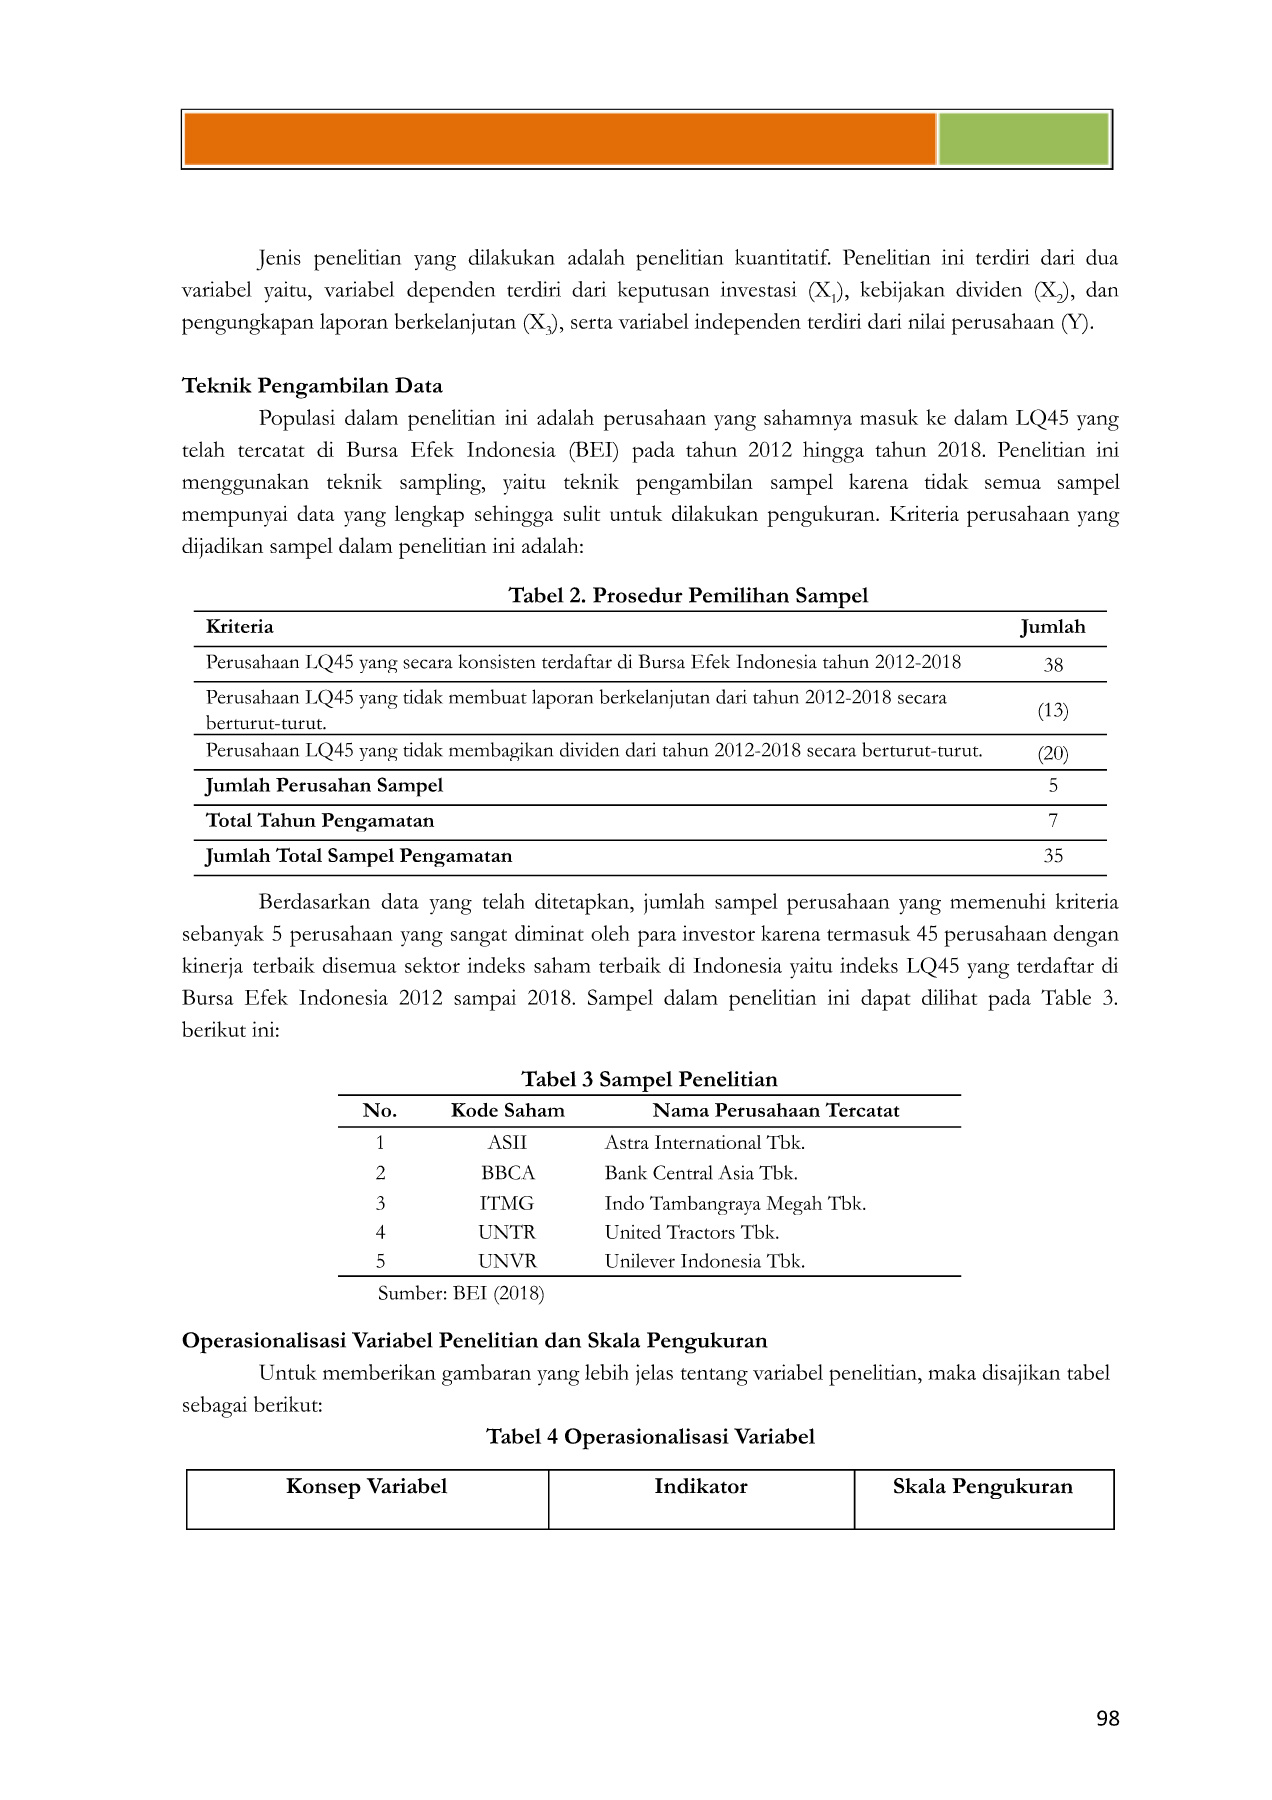 Jenis penelitian yang dilakukan adalah penelitian kuantitatif. Penelitian ini terdiri dari dua
variabel yaitu, variabel dependen terdiri dari keputusan investasi (X₁), kebijakan dividen (X₂), dan
pengungkapan laporan berkelanjutan (X₃), serta variabel independen terdiri dari nilai perusahaan (Y).
Teknik Pengambilan Data
Populasi dalam penelitian ini adalah perusahaan yang sahamnya masuk ke dalam LQ45 yang
telah tercatat di Bursa Efek Indonesia (BEI) pada tahun 2012 hingga tahun 2018. Penelitian ini
menggunakan teknik sampling, yaitu teknik pengambilan sampel karena tidak semua sampel
mempunyai data yang lengkap sehingga sulit untuk dilakukan pengukuran. Kriteria perusahaan yang
dijadikan sampel dalam penelitian ini adalah:
Tabel 2. Prosedur Pemilihan Sampel
Kriteria Jumlah
Perusahaan LQ45 yang secara konsisten terdaftar di Bursa Efek Indonesia tahun 2012-2018 38
Perusahaan LQ45 yang tidak membuat laporan berkelanjutan dari tahun 2012-2018 secara
berturut-turut. (13)
Perusahaan LQ45 yang tidak membagikan dividen dari tahun 2012-2018 secara berturut-turut. (20)
Jumlah Perusahan Sampel 5
Total Tahun Pengamatan 7
Jumlah Total Sampel Pengamatan 35
Berdasarkan data yang telah ditetapkan, jumlah sampel perusahaan yang memenuhi kriteria
sebanyak 5 perusahaan yang sangat diminat oleh para investor karena termasuk 45 perusahaan dengan
kinerja terbaik disemua sektor indeks saham terbaik di Indonesia yaitu indeks LQ45 yang terdaftar di
Bursa Efek Indonesia 2012 sampai 2018. Sampel dalam penelitian ini dapat dilihat pada Table 3.
berikut ini:
Tabel 3 Sampel Penelitian
No. Kode Saham Nama Perusahaan Tercatat
1 ASII Astra International Tbk.
2 BBCA Bank Central Asia Tbk.
3 ITMG Indo Tambangraya Megah Tbk.
4 UNTR United Tractors Tbk.
5 UNVR Unilever Indonesia Tbk.
Sumber: BEI (2018)
Operasionalisasi Variabel Penelitian dan Skala Pengukuran
Untuk memberikan gambaran yang lebih jelas tentang variabel penelitian, maka disajikan tabel
sebagai berikut:
Tabel 4 Operasionalisasi Variabel
Konsep Variabel Indikator Skala Pengukuran
98